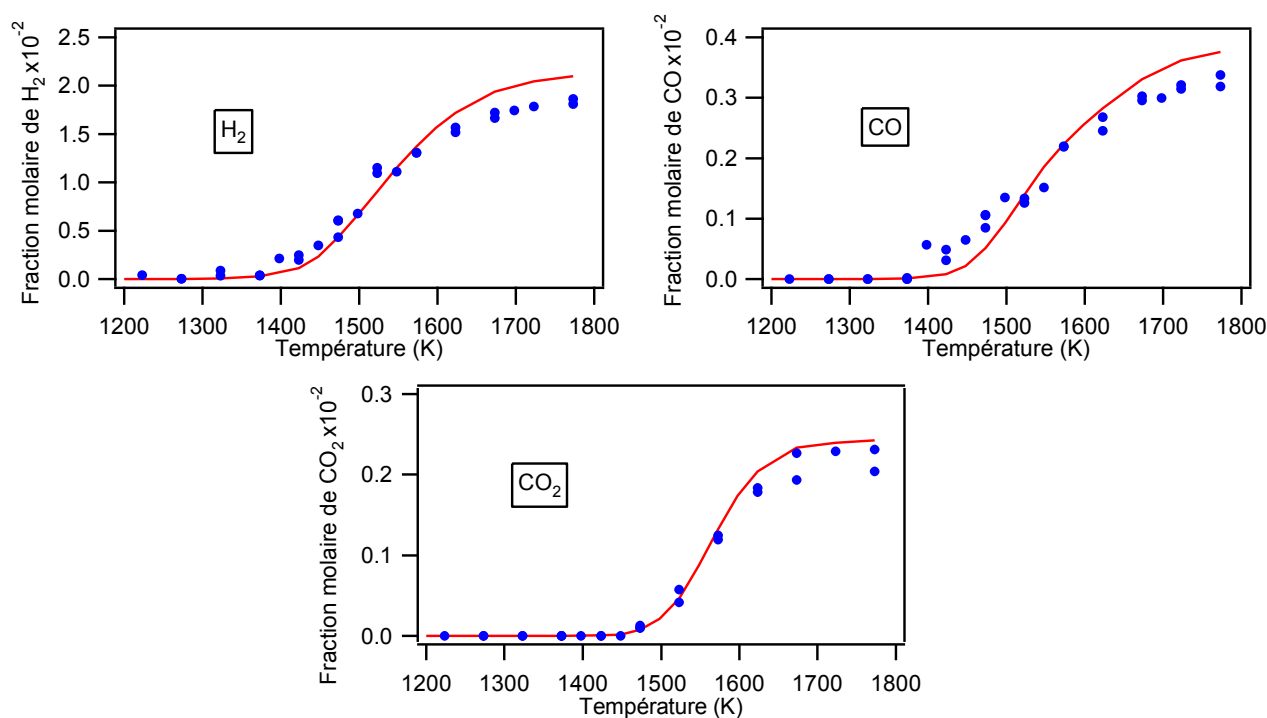 Fraction molaire de H2 x10-2
2.5
2.0
1.5
1.0
0.5
0.0
H2
1200 1300 1400 1500 1600 1700 1800
Température (K)
Fraction molaire de CO x10-2
0.4
0.3
0.2
0.1
0.0
CO
1200 1300 1400 1500 1600 1700 1800
Température (K)
Fraction molaire de CO2 x10-2
0.3
0.2
0.1
0.0
CO2
1200 1300 1400 1500 1600 1700 1800
Température (K)